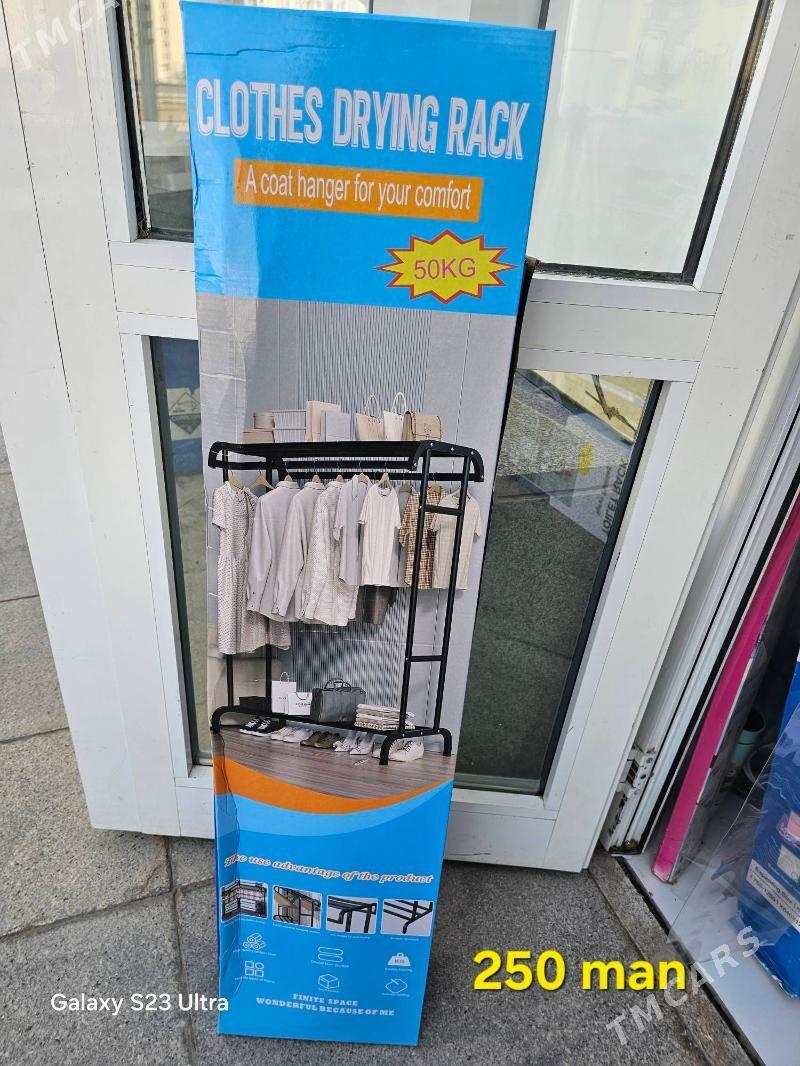 TMCARS
CLOTHES DRYING RACK
A coat hanger for your comfort
50KG
The use advantage of the product
FINITE SPACE
WONDERFUL BECAUSE OF ME
250 man
Galaxy S23 Ultra
TMCARS